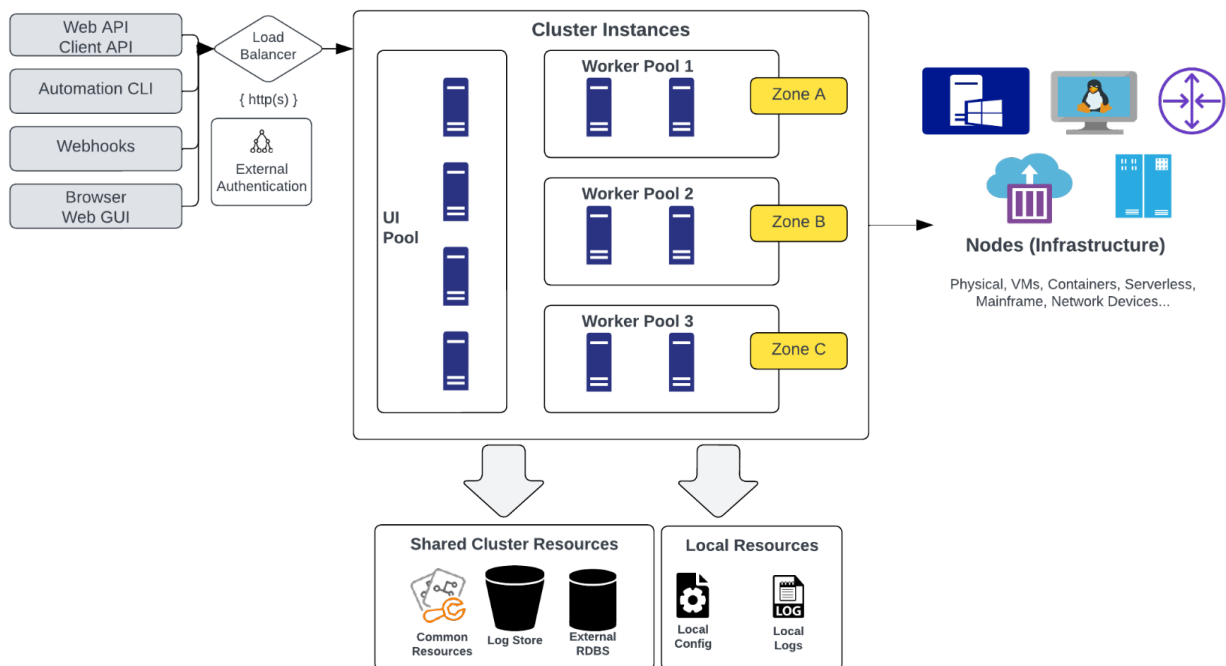 Web API
Client API
Automation CLI
Webhooks
Browser
Web GUI
Load
Balancer
{ http(s) }
External
Authentication
Cluster Instances
UI
Pool
Worker Pool 1
Zone A
Worker Pool 2
Zone B
Worker Pool 3
Zone C
Nodes (Infrastructure)
Physical, VMs, Containers, Serverless,
Mainframe, Network Devices...
Shared Cluster Resources
Common
Resources
Log Store
External
RDBS
Local Resources
Local
Config
LOG
Local
Logs